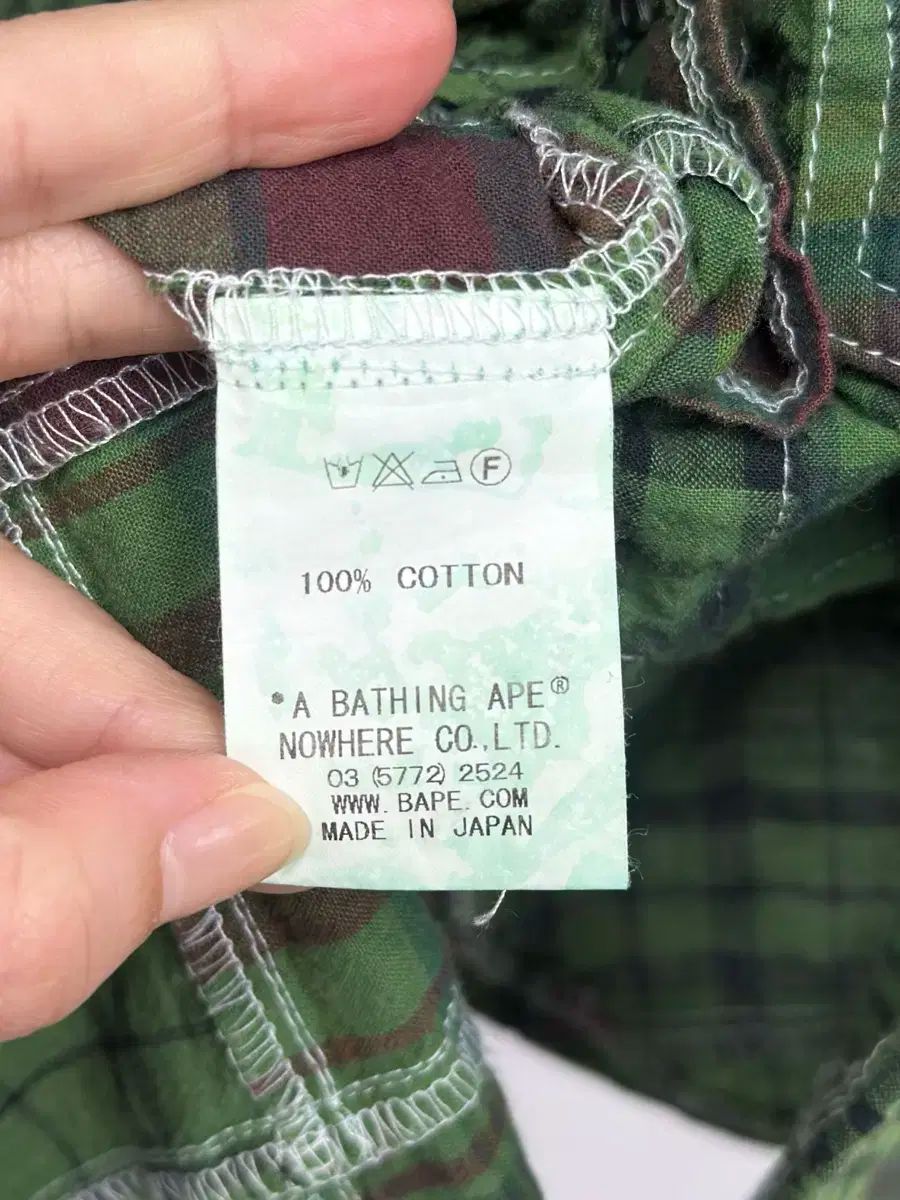 F
100% COTTON
*A BATHING APE®
NOWHERE CO.,LTD.
03 (5772) 2524
WWW. BAPE. COM
MADE IN JAPAN